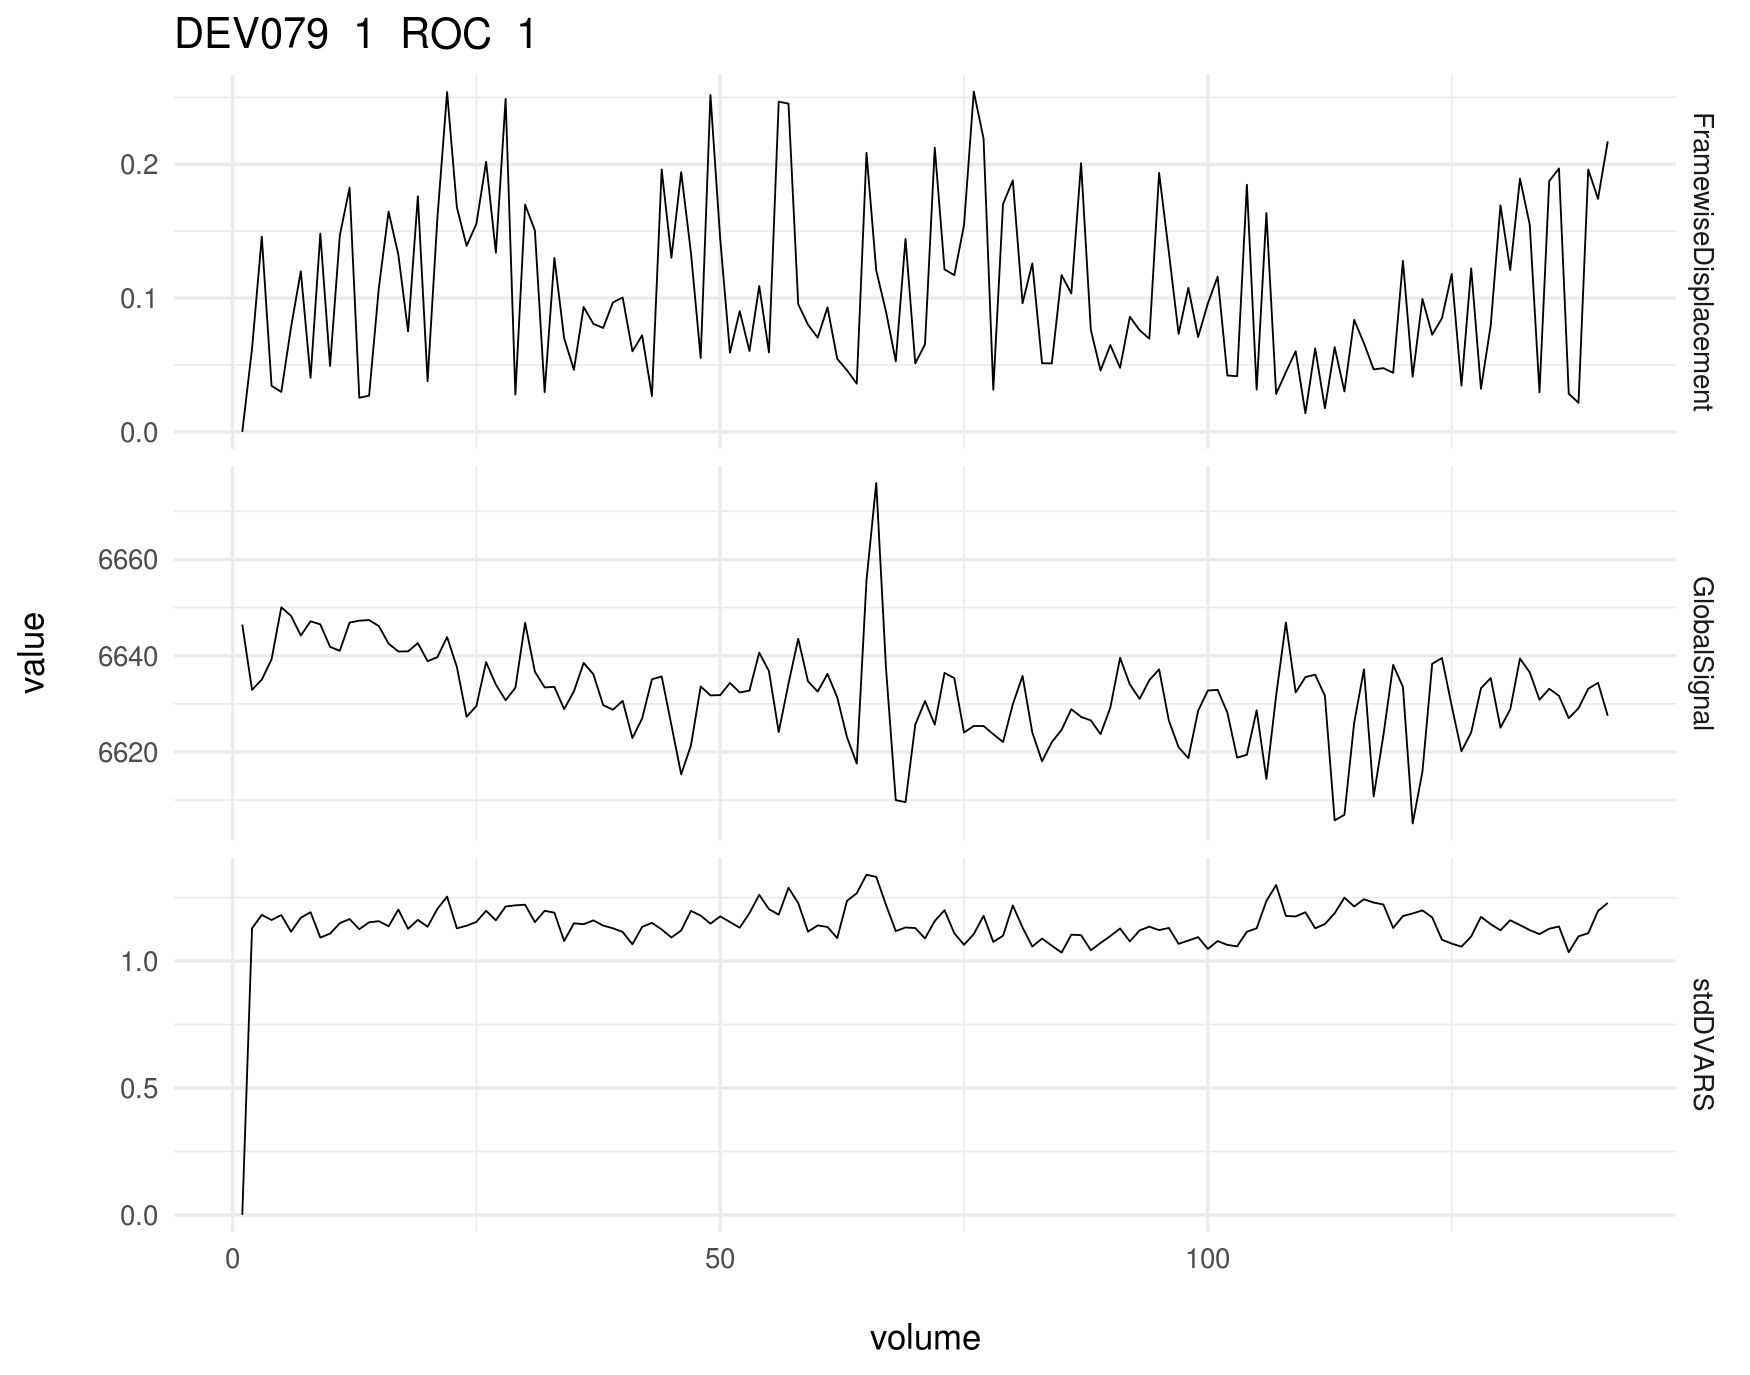 DEV079 1 ROC 1
0.2
0.1
0.0
FramewiseDisplacement
6660
6640
6620
GlobalSignal
value
1.0
0.5
0.0
stdDVARS
0 50 100
volume